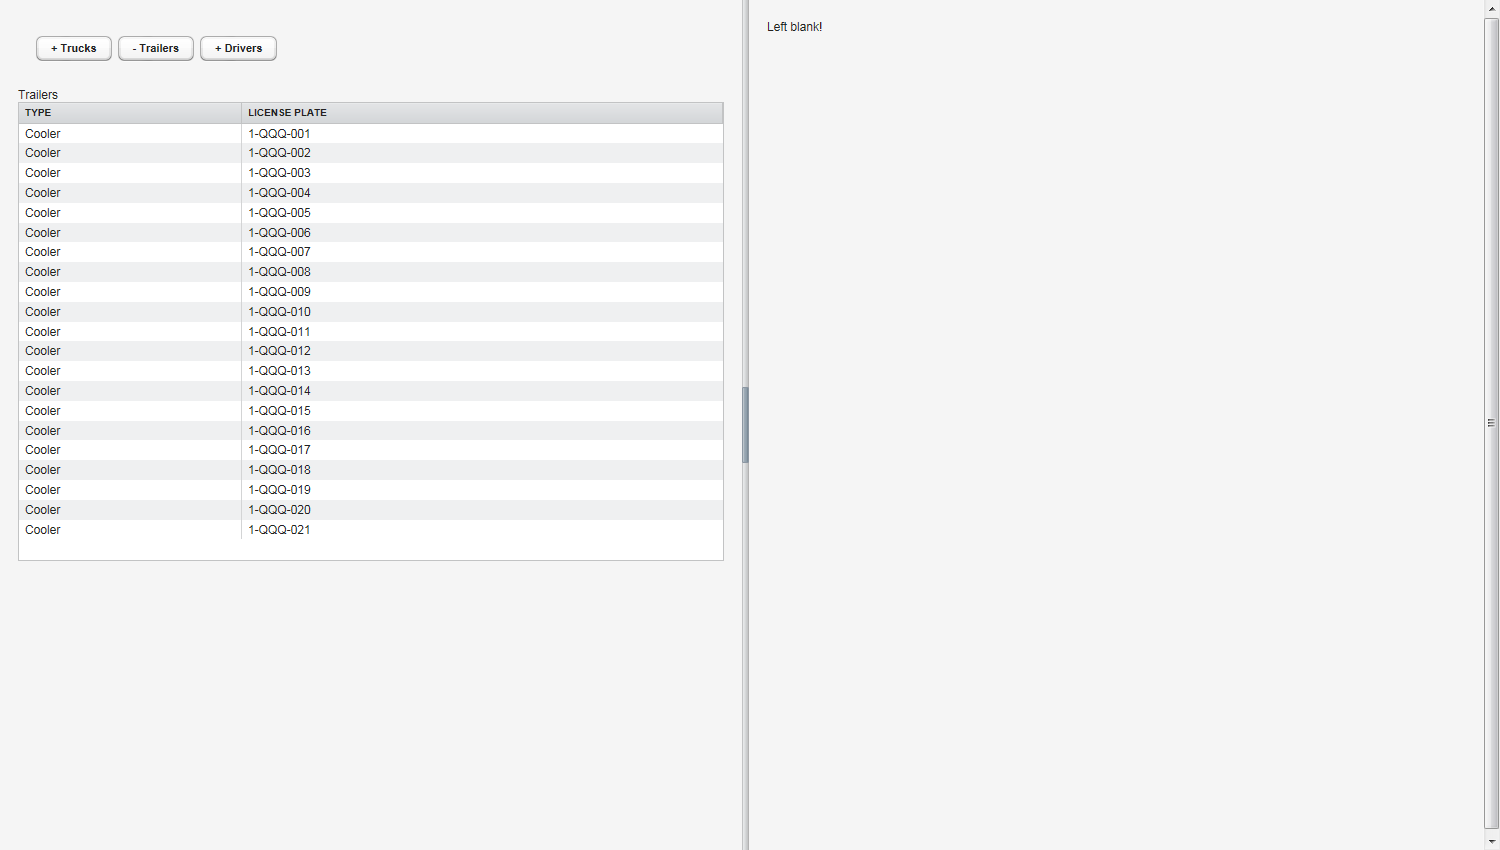 + Trucks - Trailers + Drivers
Left blank!
Trailers
TYPE LICENSE PLATE
Cooler 1-QQQ-001
Cooler 1-QQQ-002
Cooler 1-QQQ-003
Cooler 1-QQQ-004
Cooler 1-QQQ-005
Cooler 1-QQQ-006
Cooler 1-QQQ-007
Cooler 1-QQQ-008
Cooler 1-QQQ-009
Cooler 1-QQQ-010
Cooler 1-QQQ-011
Cooler 1-QQQ-012
Cooler 1-QQQ-013
Cooler 1-QQQ-014
Cooler 1-QQQ-015
Cooler 1-QQQ-016
Cooler 1-QQQ-017
Cooler 1-QQQ-018
Cooler 1-QQQ-019
Cooler 1-QQQ-020
Cooler 1-QQQ-021